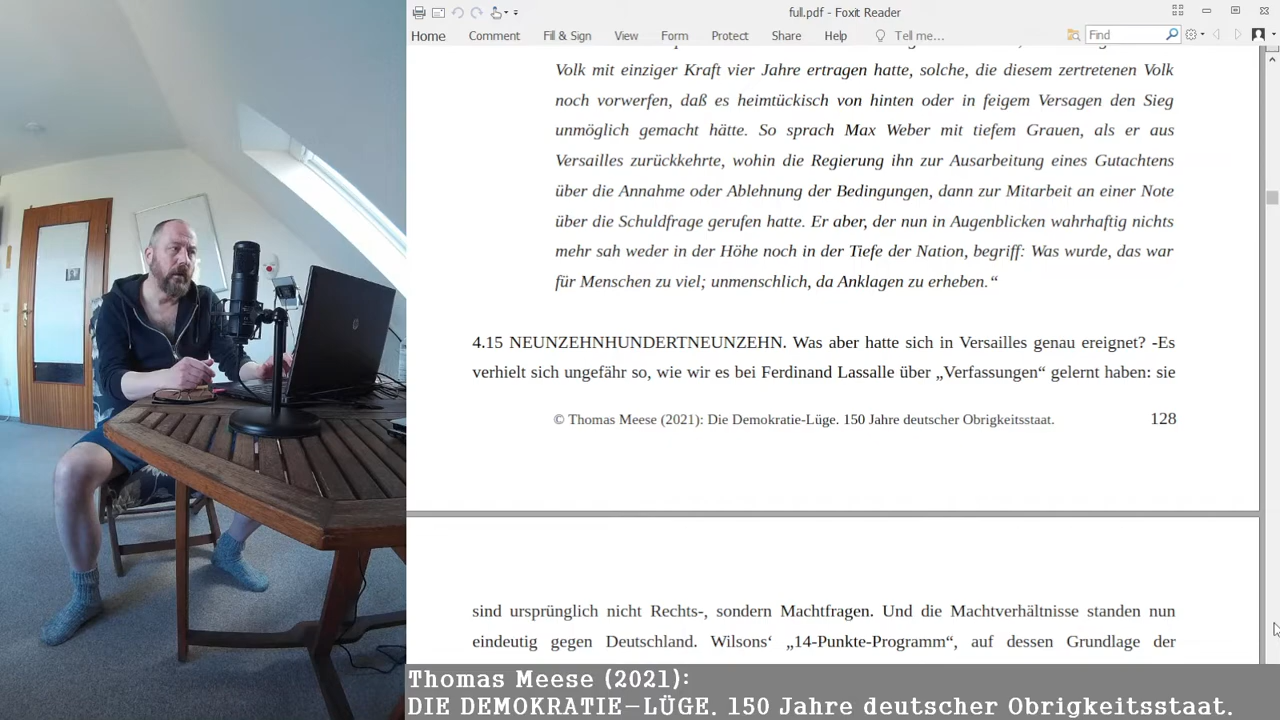 full.pdf - Foxit Reader
Home Comment Fill & Sign View Form Protect Share Help Tell me... Find
Volk mit einziger Kraft vier Jahre ertragen hatte, solche, die diesem zertretenen Volk
noch vorwerfen, daß es heimtückisch von hinten oder in feigem Versagen den Sieg
unmöglich gemacht hätte. So sprach Max Weber mit tiefem Grauen, als er aus
Versailles zurückkehrte, wohin die Regierung ihn zur Ausarbeitung eines Gutachtens
über die Annahme oder Ablehnung der Bedingungen, dann zur Mitarbeit an einer Note
über die Schuldfrage gerufen hatte. Er aber, der nun in Augenblicken wahrhaftig nichts
mehr sah weder in der Höhe noch in der Tiefe der Nation, begriff: Was wurde, das war
für Menschen zu viel; unmenschlich, da Anklagen zu erheben.“
4.15 NEUNZEHNHUNDERTNEUNZEHN. Was aber hatte sich in Versailles genau ereignet? -Es
verhielt sich ungefähr so, wie wir es bei Ferdinand Lassalle über „Verfassungen“ gelernt haben: sie
© Thomas Meese (2021): Die Demokratie-Lüge. 150 Jahre deutscher Obrigkeitsstaat. 128
sind ursprünglich nicht Rechts-, sondern Machtfragen. Und die Machtverhältnisse standen nun
eindeutig gegen Deutschland. Wilsons‘ „14-Punkte-Programm“, auf dessen Grundlage der
Thomas Meese (2021):
DIE DEMOKRATIE-LÜGE. 150 Jahre deutscher Obrigkeitsstaat.